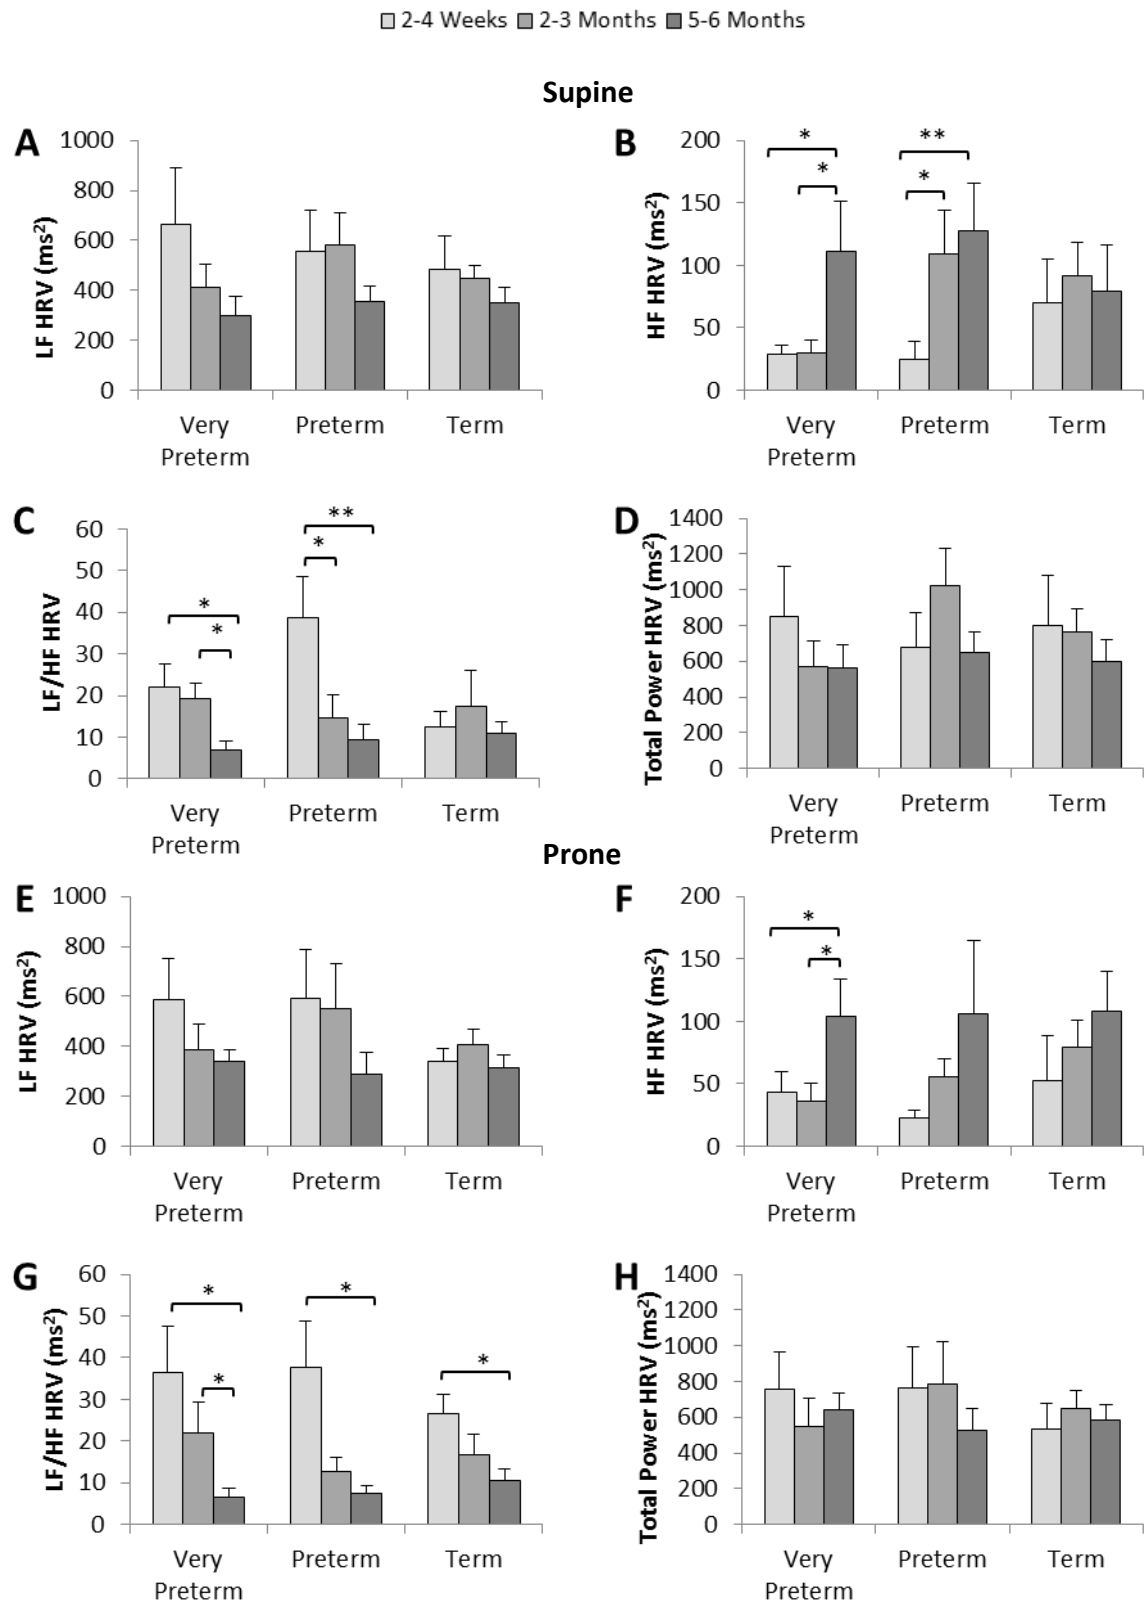 2-4 Weeks 2-3 Months 5-6 Months
Supine
A
LF HRV (ms²)
1000
800
600
400
200
0
Very Preterm
Preterm
Term
B
HF HRV (ms²)
200
150
100
50
0
*
*
**
*
Very Preterm
Preterm
Term
C
LF/HF HRV
60
50
40
30
20
10
0
*
*
**
*
Very Preterm
Preterm
Term
D
Total Power HRV (ms²)
1400
1200
1000
800
600
400
200
0
Very Preterm
Preterm
Term
Prone
E
LF HRV (ms²)
1000
800
600
400
200
0
Very Preterm
Preterm
Term
F
HF HRV (ms²)
200
150
100
50
0
*
*
Very Preterm
Preterm
Term
G
LF/HF HRV (ms²)
60
50
40
30
20
10
0
*
*
*
*
Very Preterm
Preterm
Term
H
Total Power HRV (ms²)
1400
1200
1000
800
600
400
200
0
Very Preterm
Preterm
Term